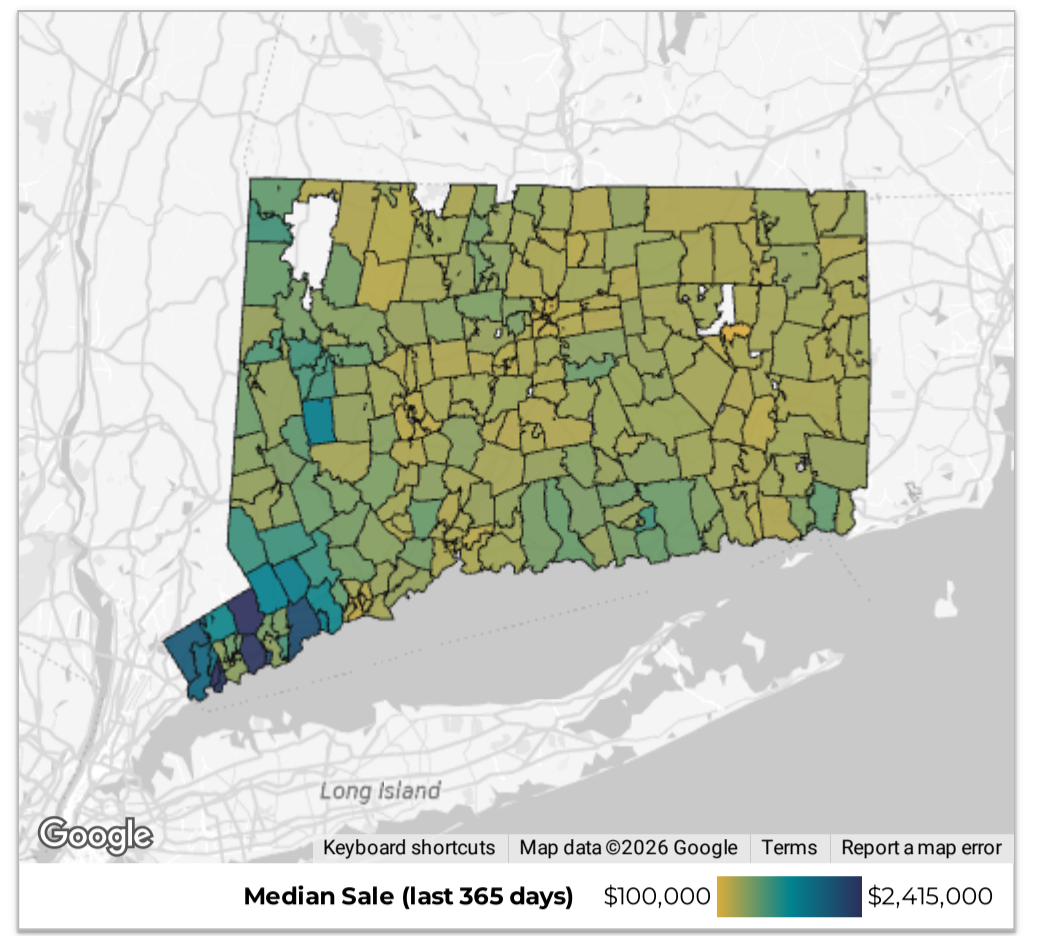 Long Island
Google
Keyboard shortcuts Map data ©2026 Google Terms Report a map error
Median Sale (last 365 days) $100,000 $2,415,000